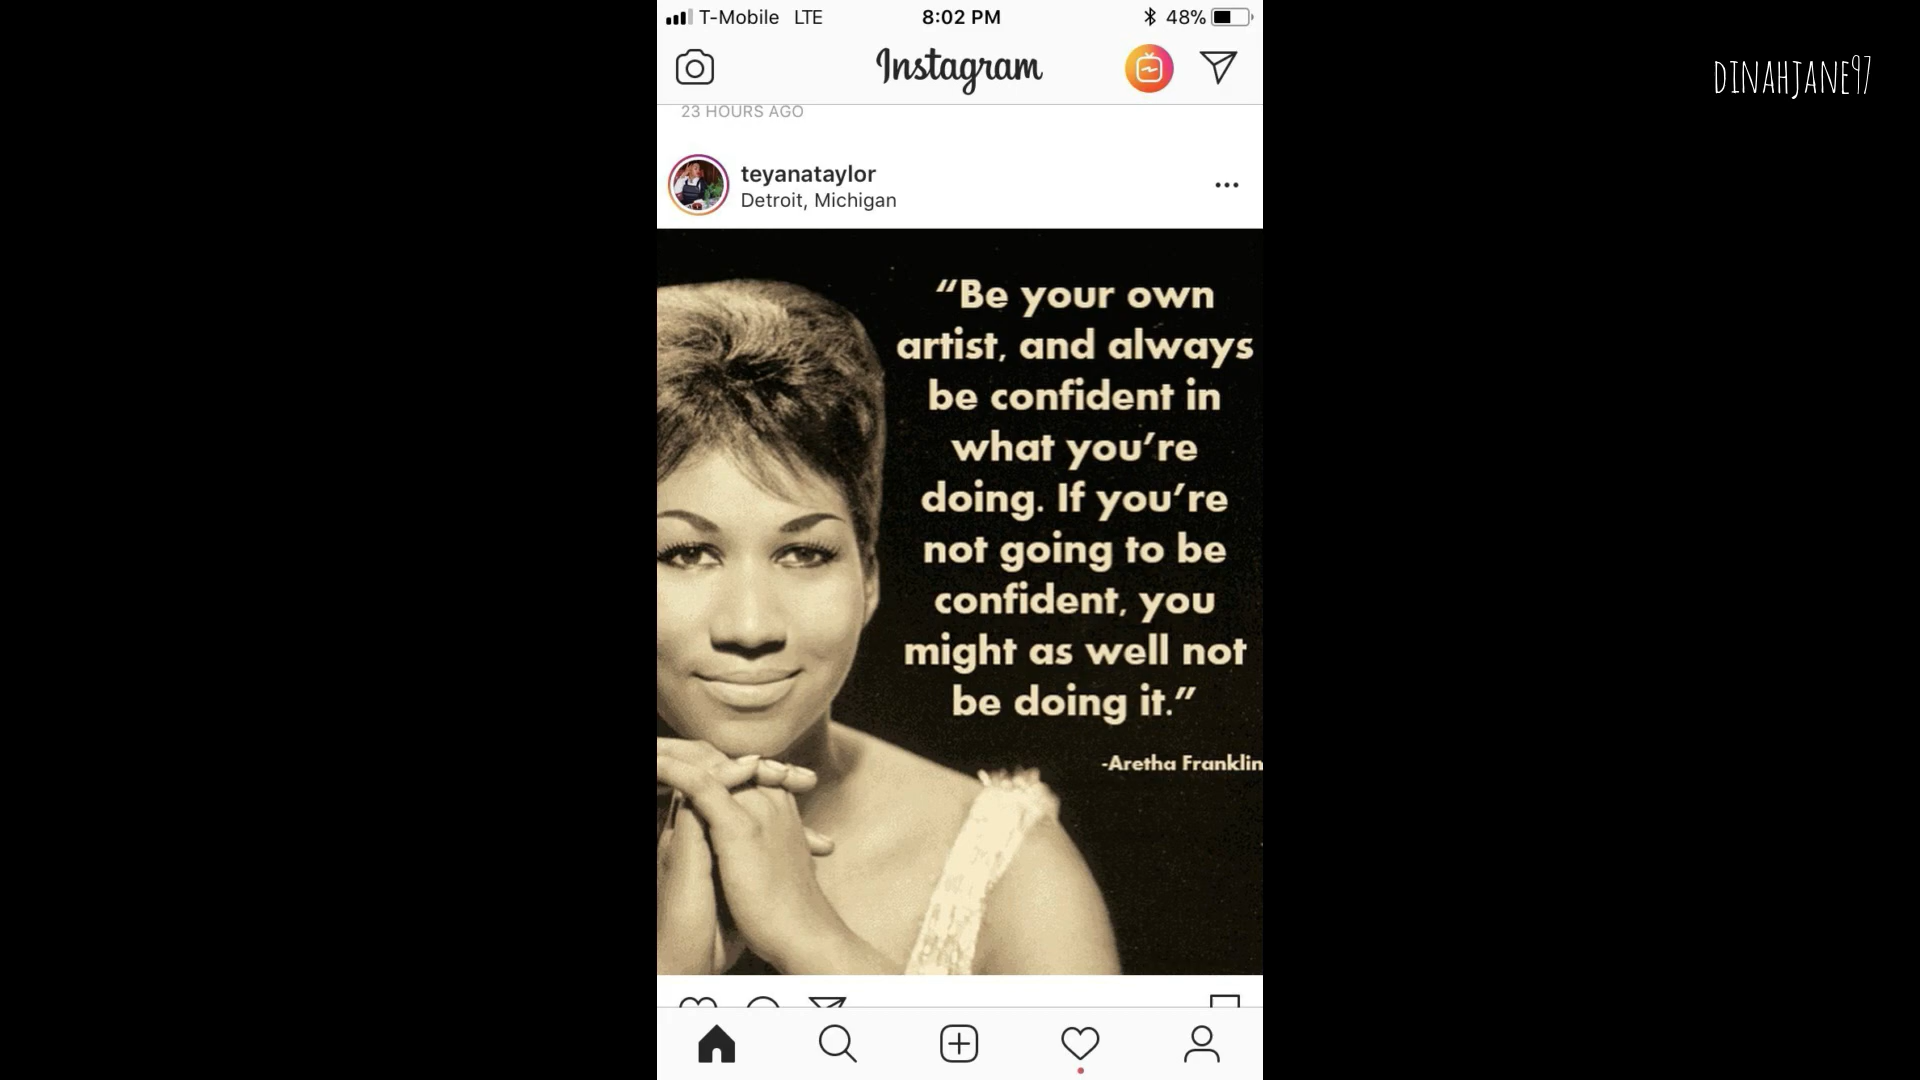 T-Mobile LTE 8:02 PM 48%
Instagram
DINAHJANE97
23 HOURS AGO
teyanataylor
Detroit, Michigan
“Be your own
artist, and always
be confident in
what you’re
doing. If you’re
not going to be
confident, you
might as well not
be doing it.”
-Aretha Franklin